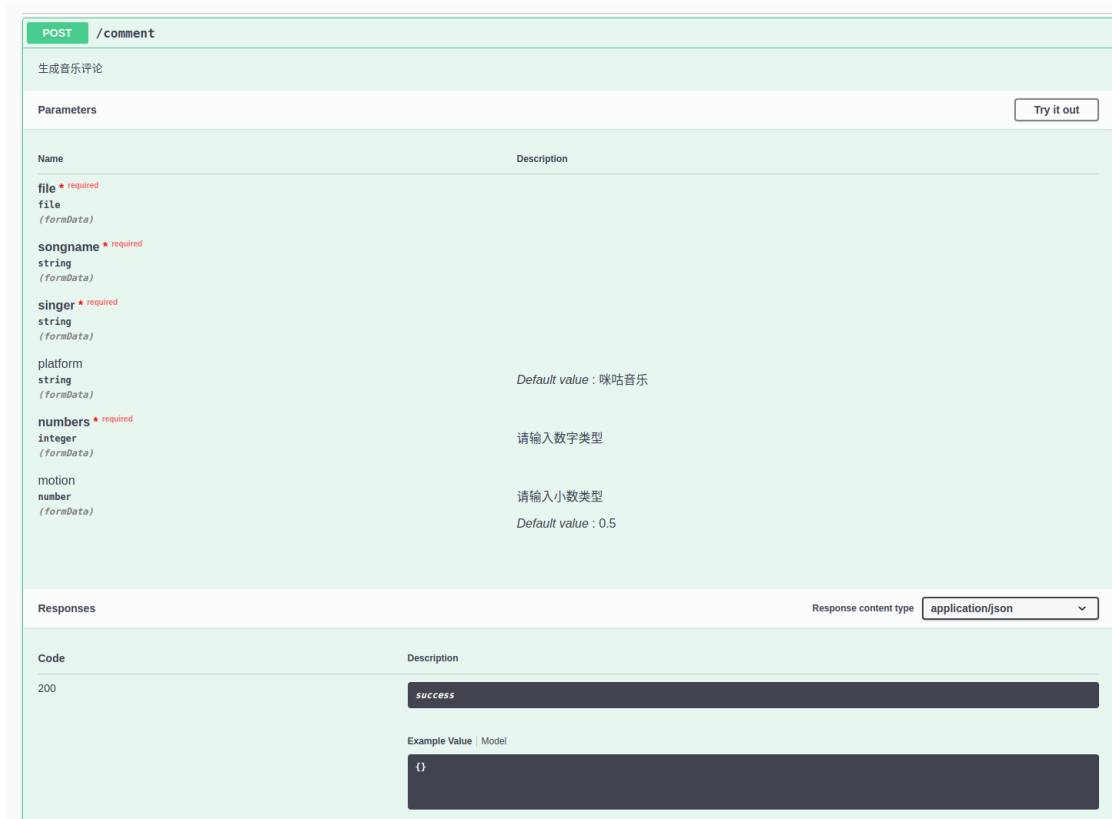 POST /comment
生成音乐评论
Parameters Try it out
Name Description
file * required
file
(formData)
songname * required
string
(formData)
singer * required
string
(formData)
platform
string Default value : 咪咕音乐
(formData)
numbers * required
integer 请输入数字类型
(formData)
motion
number 请输入小数类型
(formData)
Default value : 0.5
Responses Response content type application/json
Code Description
200
success
Example Value Model
{}